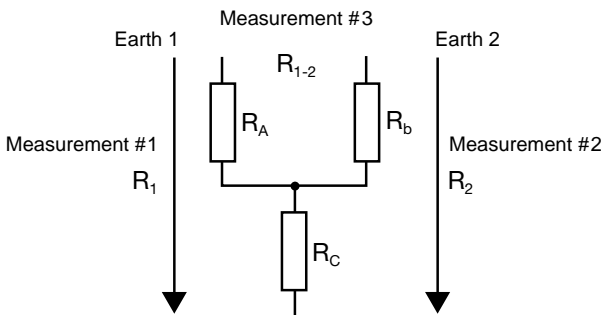 Measurement #3
Earth 1
Earth 2
R1-2
RA
Rb
Measurement #1
Measurement #2
R1
R2
RC